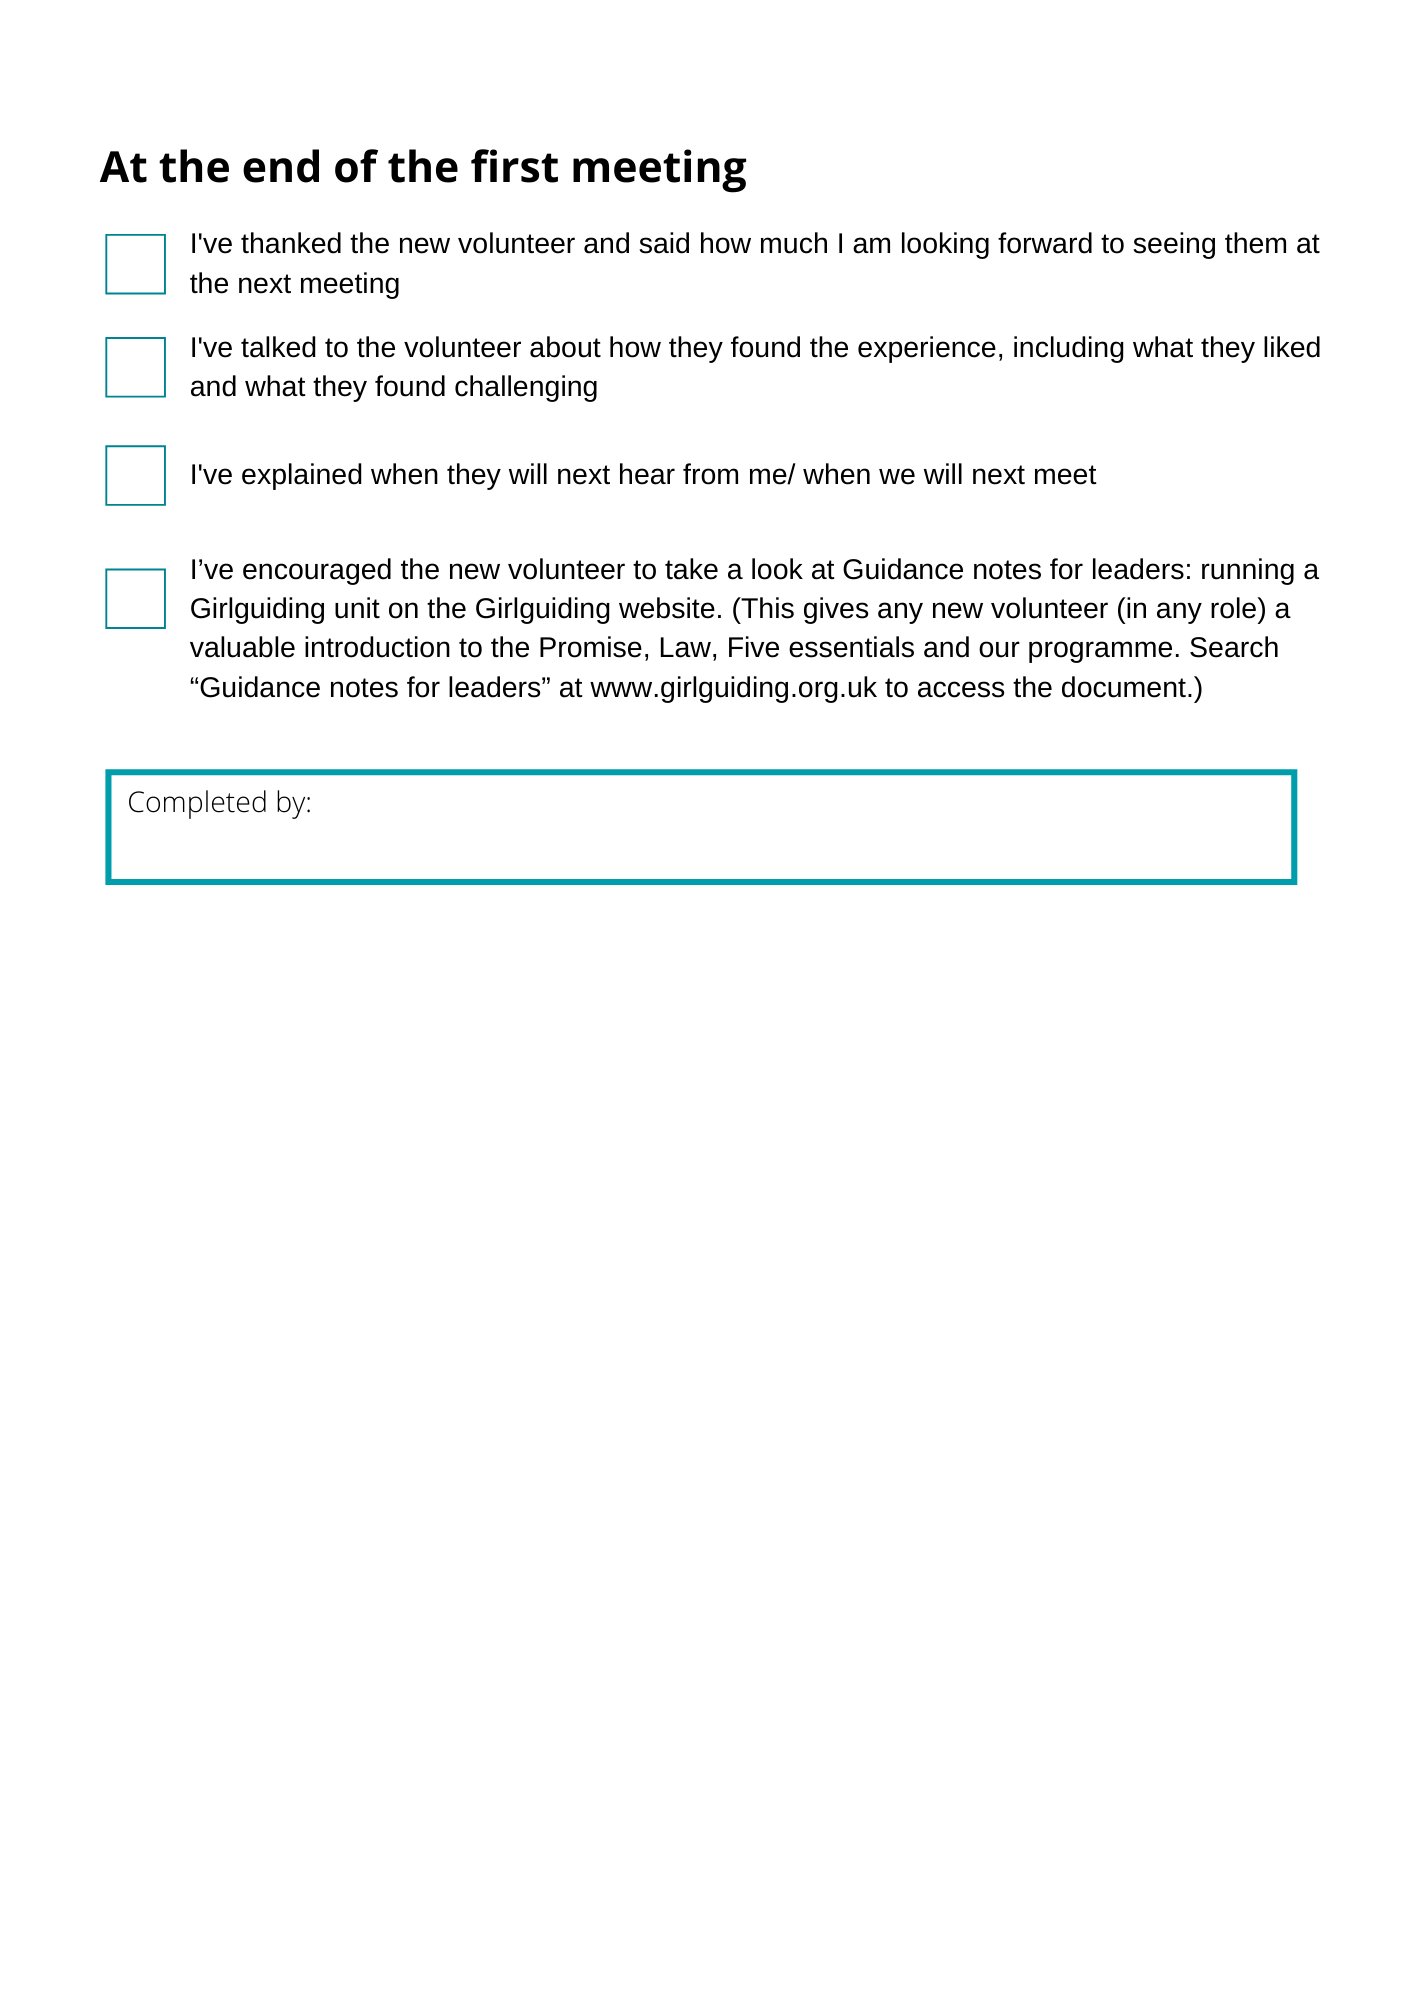 At the end of the first meeting
I've thanked the new volunteer and said how much I am looking forward to seeing them at
the next meeting
I've talked to the volunteer about how they found the experience, including what they liked
and what they found challenging
I've explained when they will next hear from me/ when we will next meet
I’ve encouraged the new volunteer to take a look at Guidance notes for leaders: running a
Girlguiding unit on the Girlguiding website. (This gives any new volunteer (in any role) a
valuable introduction to the Promise, Law, Five essentials and our programme. Search
“Guidance notes for leaders” at www.girlguiding.org.uk to access the document.)
Completed by: